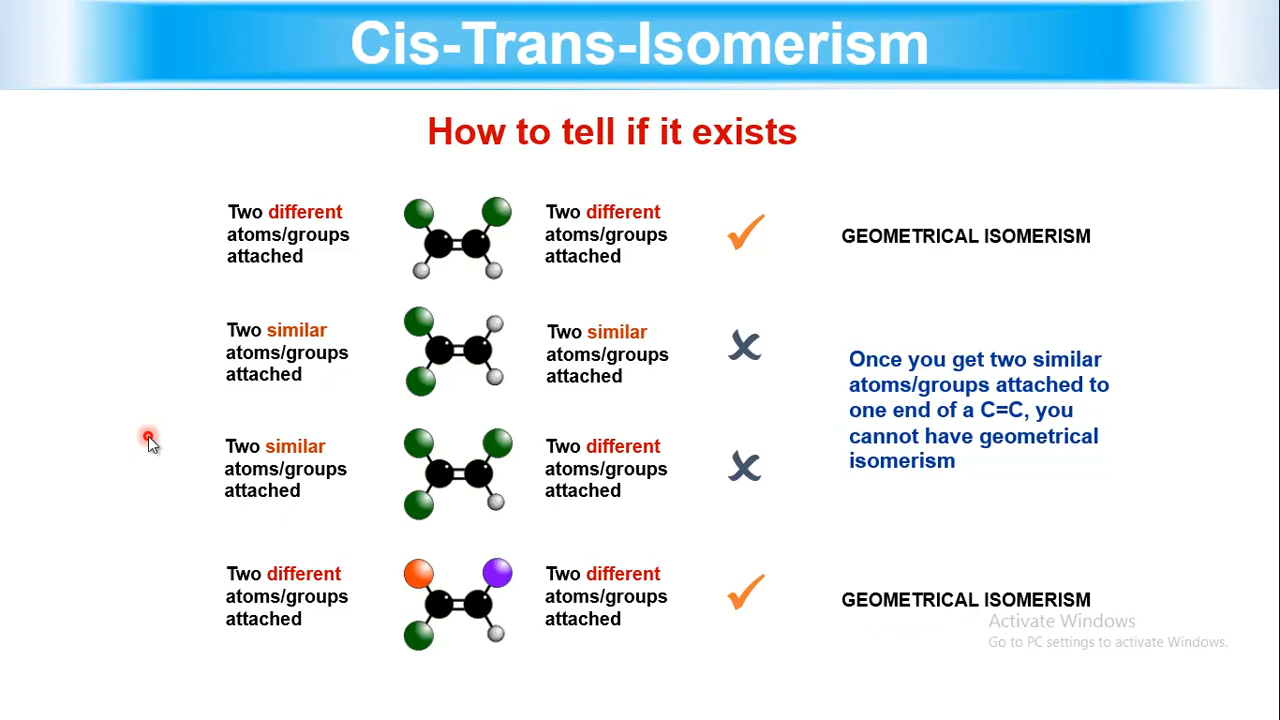 Cis-Trans-Isomerism
How to tell if it exists
Two different
atoms/groups
attached
Two different
atoms/groups
attached
GEOMETRICAL ISOMERISM
Two similar
atoms/groups
attached
Two similar
atoms/groups
attached
Once you get two similar
atoms/groups attached to
one end of a C=C, you
cannot have geometrical
isomerism
Two similar
atoms/groups
attached
Two different
atoms/groups
attached
Two different
atoms/groups
attached
Two different
atoms/groups
attached
GEOMETRICAL ISOMERISM
Activate Windows
Go to PC settings to activate Windows.